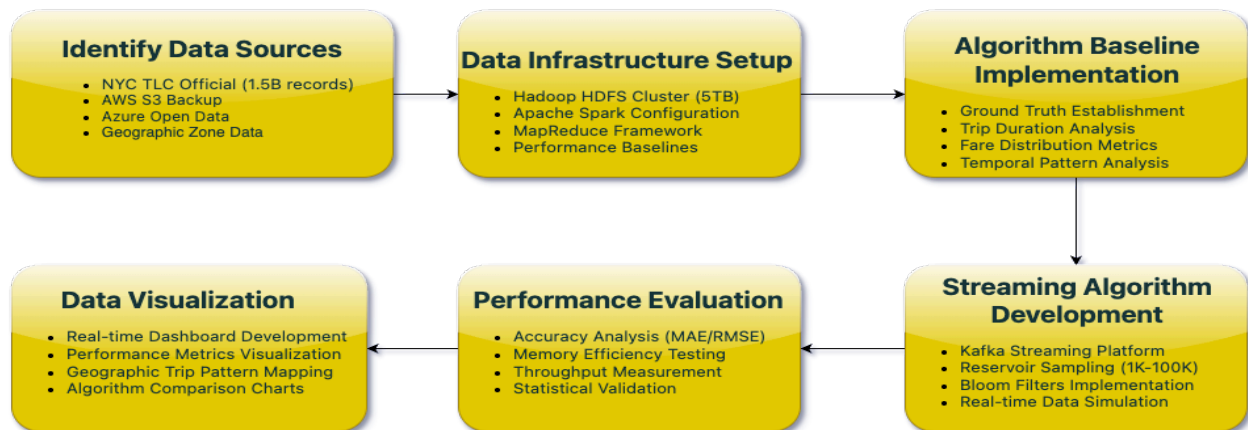 Identify Data Sources
• NYC TLC Official (1.5B records)
• AWS S3 Backup
• Azure Open Data
• Geographic Zone Data
Data Infrastructure Setup
• Hadoop HDFS Cluster (5TB)
• Apache Spark Configuration
• MapReduce Framework
• Performance Baselines
Algorithm Baseline
Implementation
• Ground Truth Establishment
• Trip Duration Analysis
• Fare Distribution Metrics
• Temporal Pattern Analysis
Streaming Algorithm
Development
• Kafka Streaming Platform
• Reservoir Sampling (1K-100K)
• Bloom Filters Implementation
• Real-time Data Simulation
Performance Evaluation
• Accuracy Analysis (MAE/RMSE)
• Memory Efficiency Testing
• Throughput Measurement
• Statistical Validation
Data Visualization
• Real-time Dashboard Development
• Performance Metrics Visualization
• Geographic Trip Pattern Mapping
• Algorithm Comparison Charts